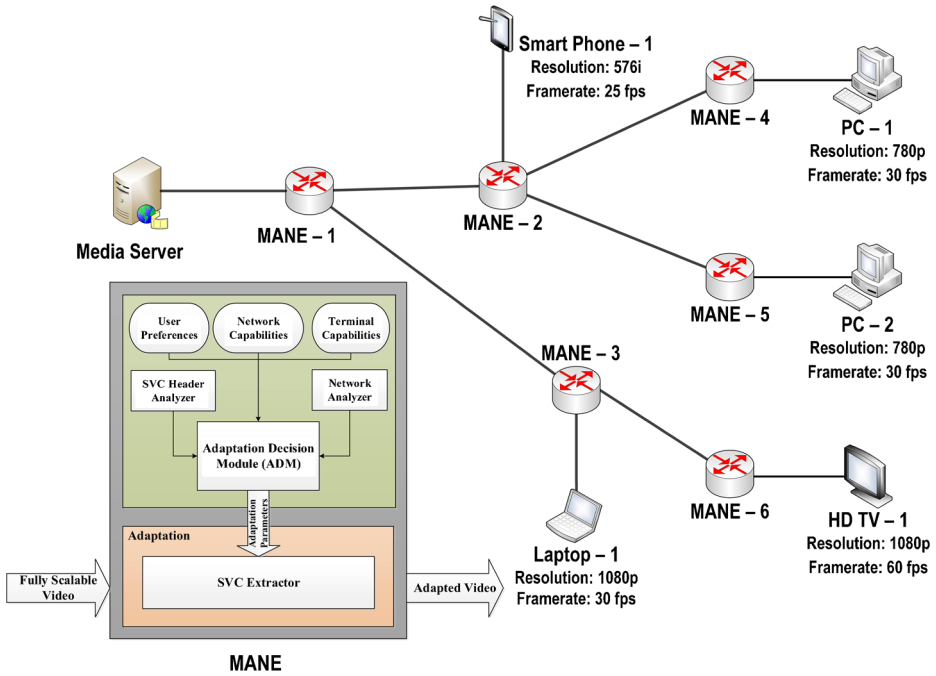 Smart Phone – 1
Resolution: 576i
Framerate: 25 fps
MANE – 4
PC – 1
Resolution: 780p
Framerate: 30 fps
Media Server
MANE – 1
MANE – 2
MANE – 5
PC – 2
Resolution: 780p
Framerate: 30 fps
MANE – 3
Laptop – 1
Resolution: 1080p
Framerate: 30 fps
MANE – 6
HD TV – 1
Resolution: 1080p
Framerate: 60 fps
User
Preferences
Network
Capabilities
Terminal
Capabilities
SVC Header
Analyzer
Network
Analyzer
Adaptation Decision
Module (ADM)
Adaptation
Parameters
Adaptation
SVC Extractor
Fully Scalable
Video
Adapted Video
MANE